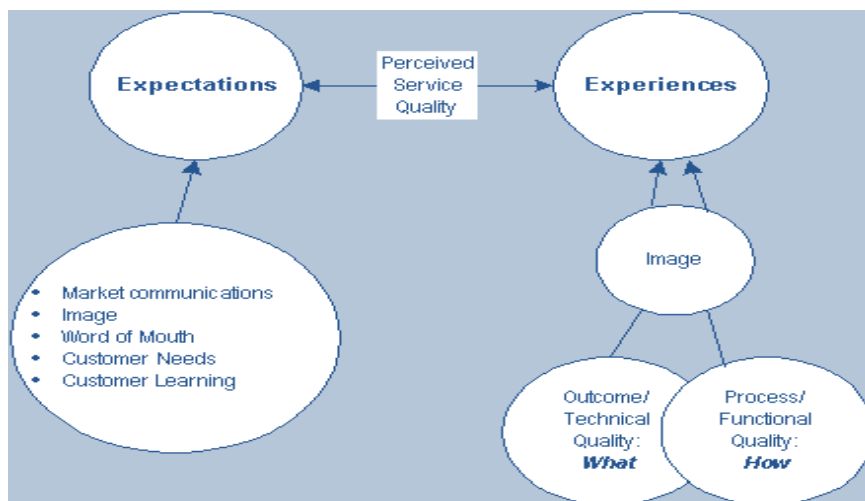 Expectations
Perceived
Service
Quality
Experiences
Image
• Market communications
• Image
• Word of Mouth
• Customer Needs
• Customer Learning
Outcome/
Technical
Quality:
What
Process/
Functional
Quality:
How